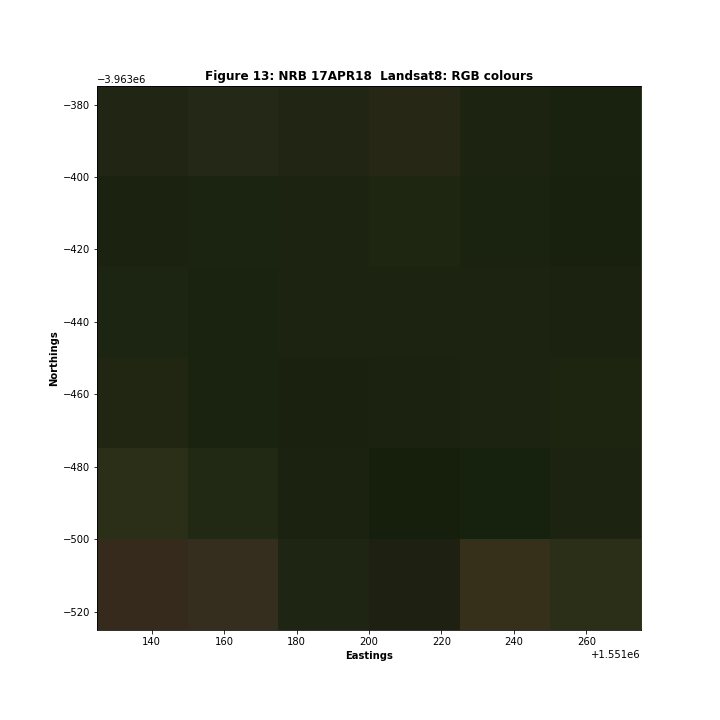 Figure 13: NRB 17APR18  Landsat8: RGB colours
−3.963e6
−380
−400
−420
−440
−460
−480
−500
−520
Northings
140 160 180 200 220 240 260
Eastings
+1.551e6